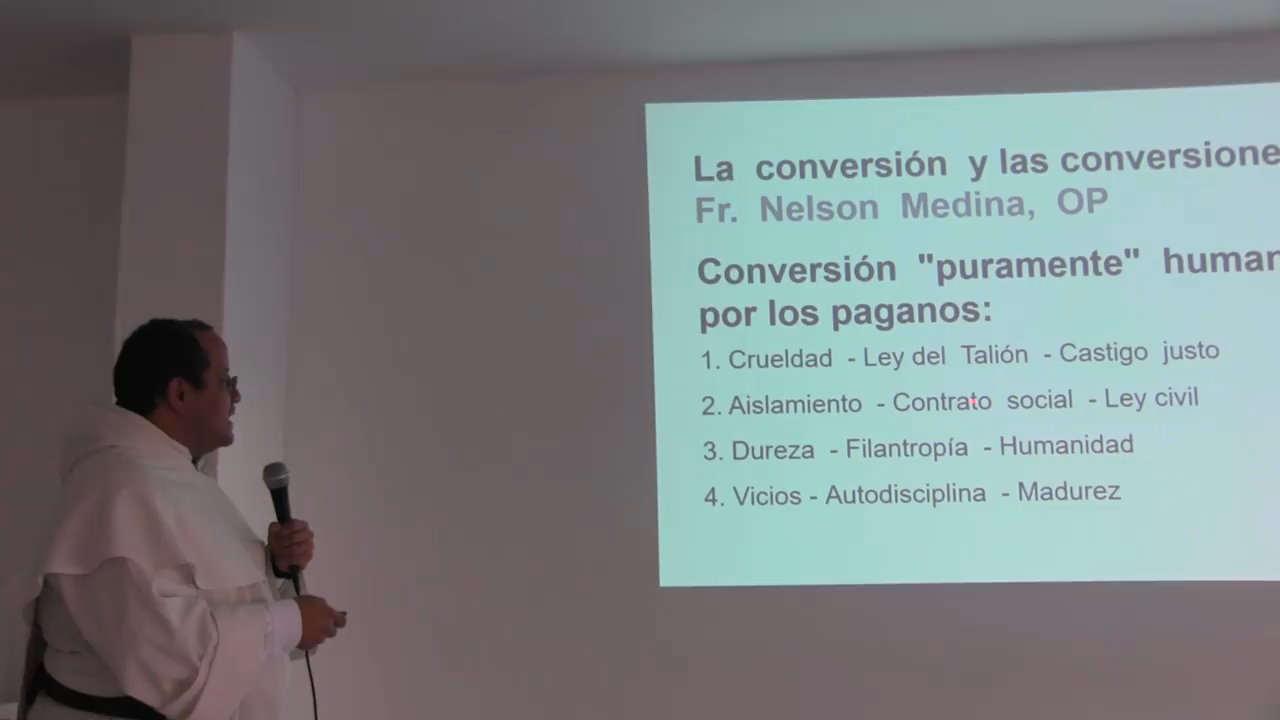 La conversión y las conversione
Fr. Nelson Medina, OP
Conversión "puramente" human
por los paganos:
1. Crueldad - Ley del Talión - Castigo justo
2. Aislamiento - Contrato social - Ley civil
3. Dureza - Filantropía - Humanidad
4. Vicios - Autodisciplina - Madurez